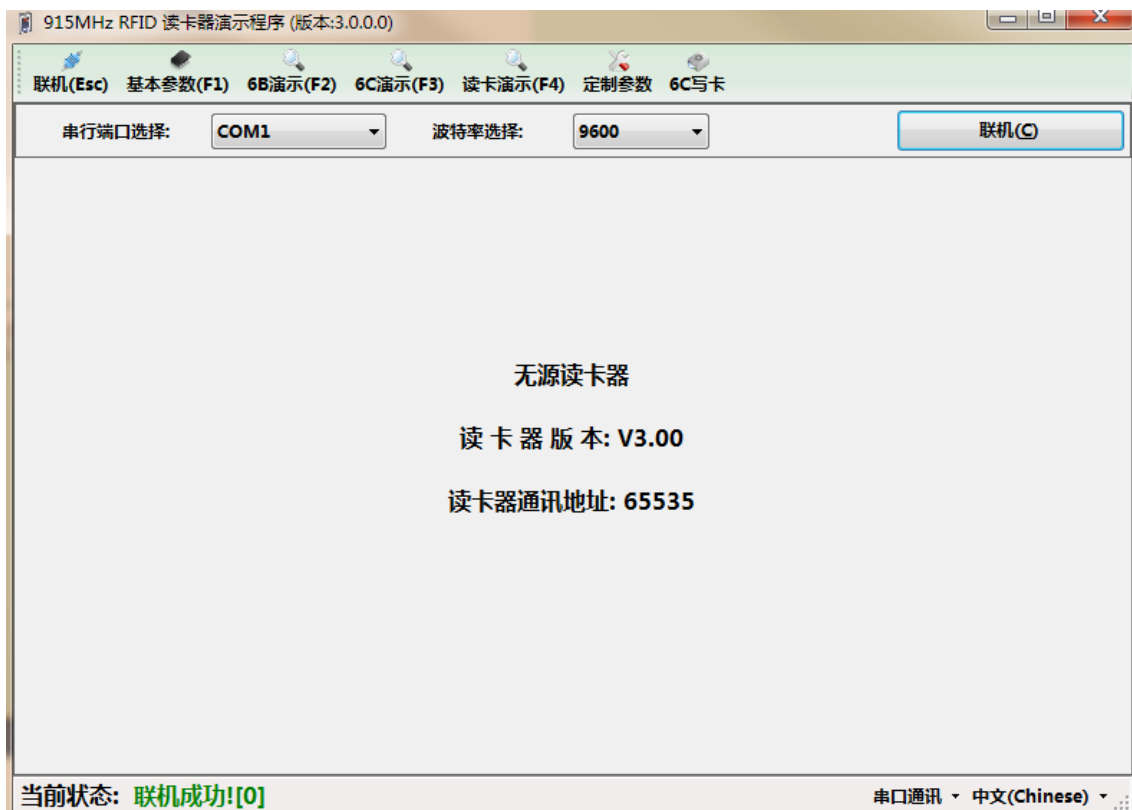 915MHz RFID 读卡器演示程序 (版本:3.0.0.0)
联机(Esc) 基本参数(F1) 6B演示(F2) 6C演示(F3) 读卡演示(F4) 定制参数 6C写卡
串行端口选择: COM1 波特率选择: 9600 联机(C)
无源读卡器
读 卡 器 版 本: V3.00
读卡器通讯地址: 65535
当前状态: 联机成功![0] 串口通讯 中文(Chinese)